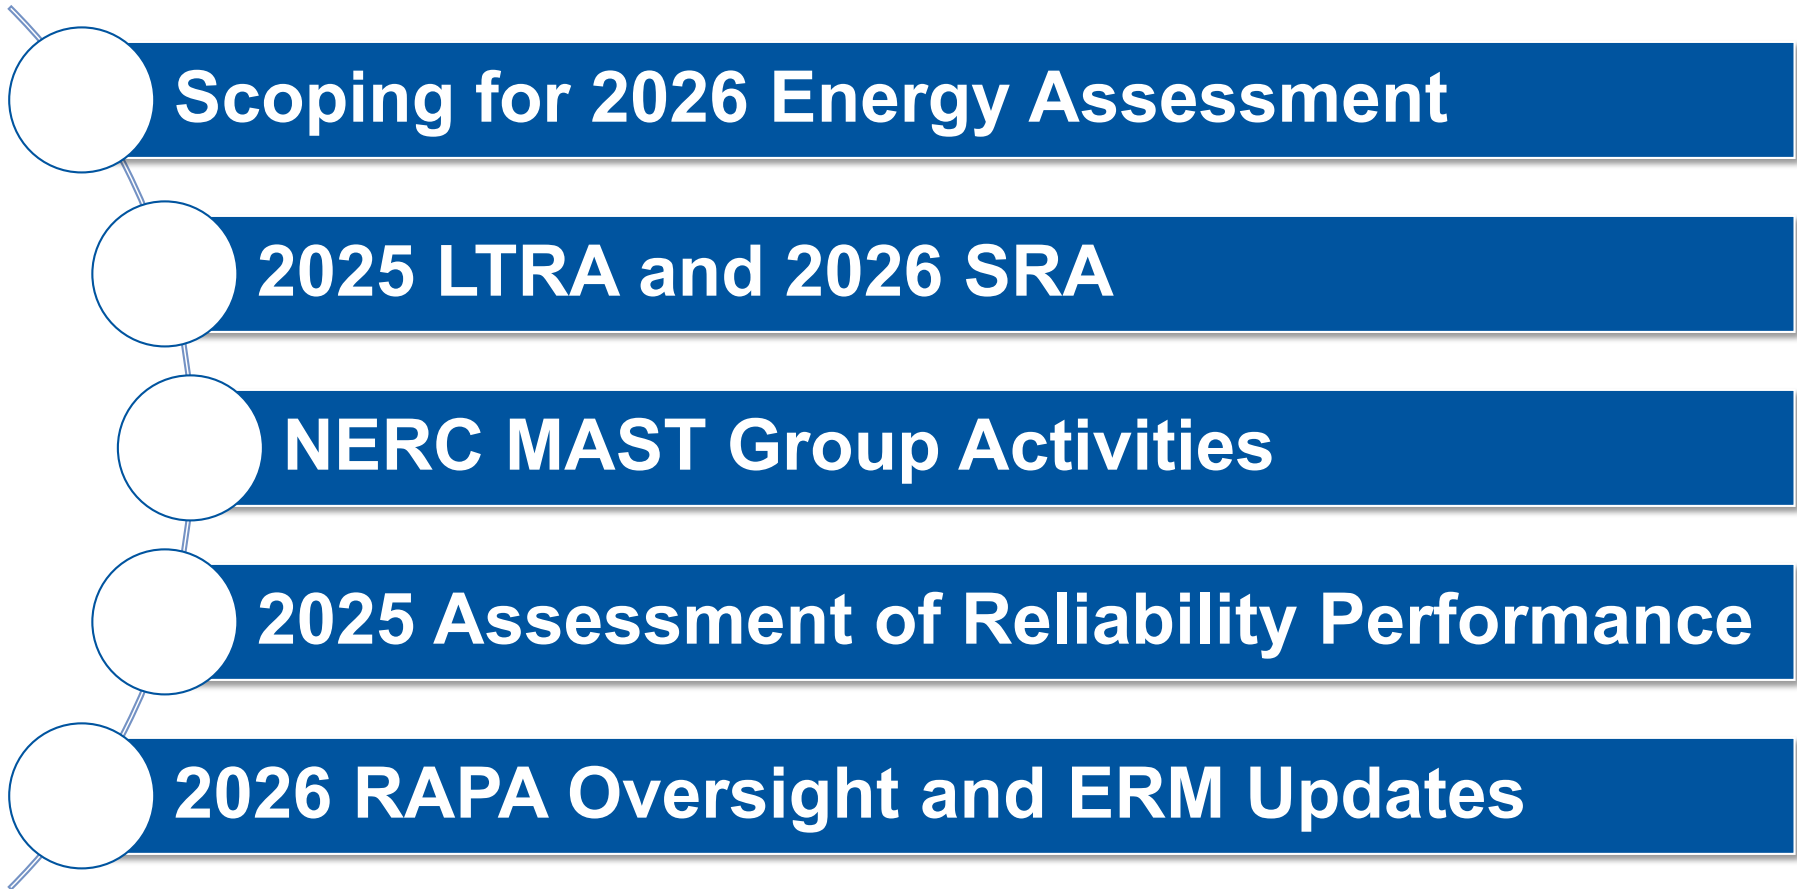 Scoping for 2026 Energy Assessment
2025 LTRA and 2026 SRA
NERC MAST Group Activities
2025 Assessment of Reliability Performance
2026 RAPA Oversight and ERM Updates